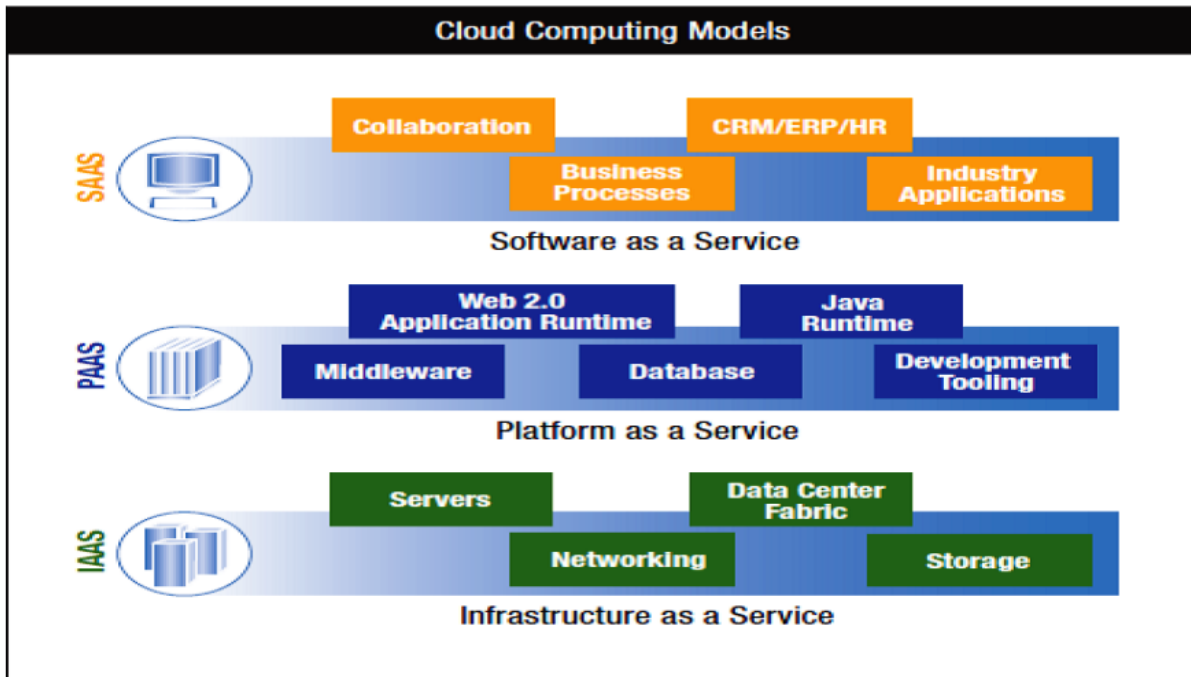 Cloud Computing Models
SAAS
Collaboration
CRM/ERP/HR
Business
Processes
Industry
Applications
Software as a Service
PAAS
Web 2.0
Application Runtime
Java
Runtime
Middleware
Database
Development
Tooling
Platform as a Service
IAAS
Servers
Data Center
Fabric
Networking
Storage
Infrastructure as a Service